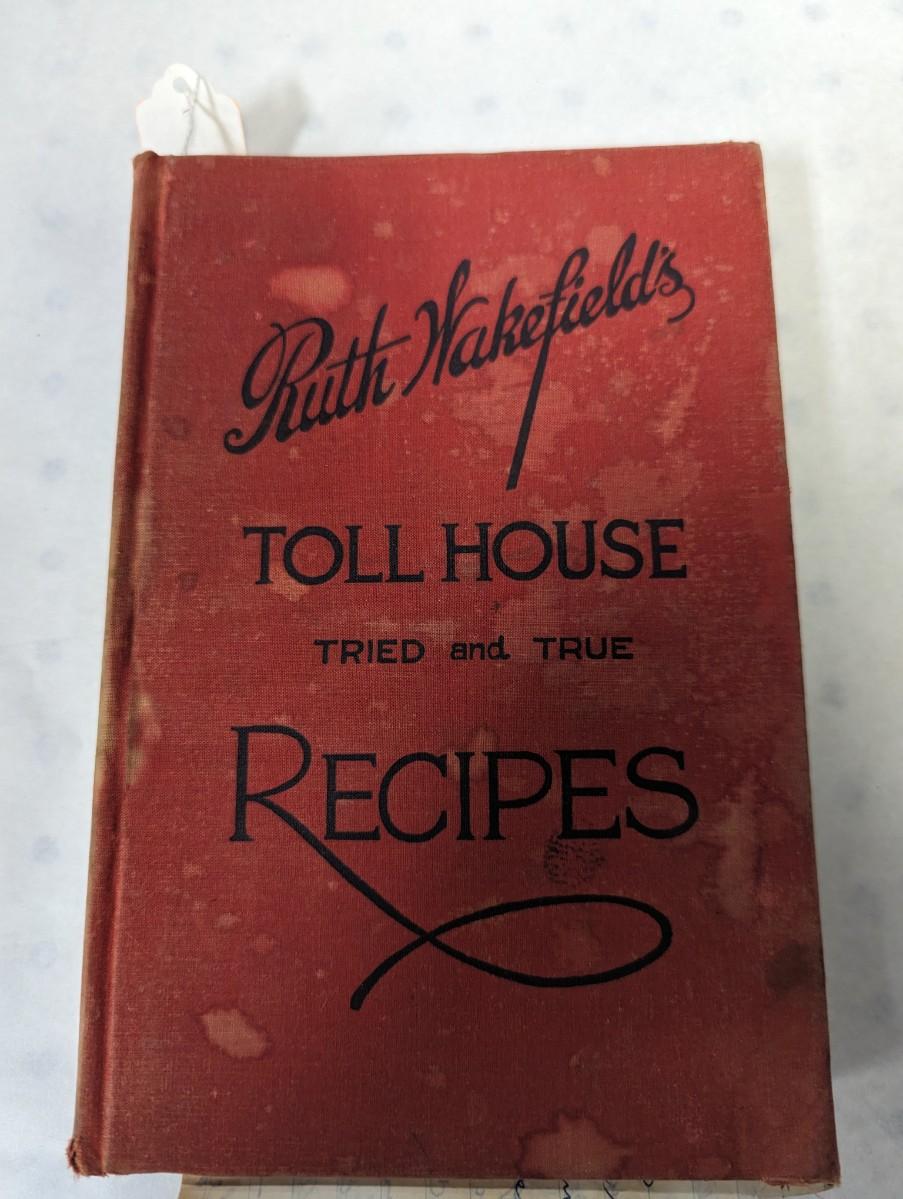 Ruth Wakefield's
TOLL HOUSE
TRIED and TRUE
RECIPES